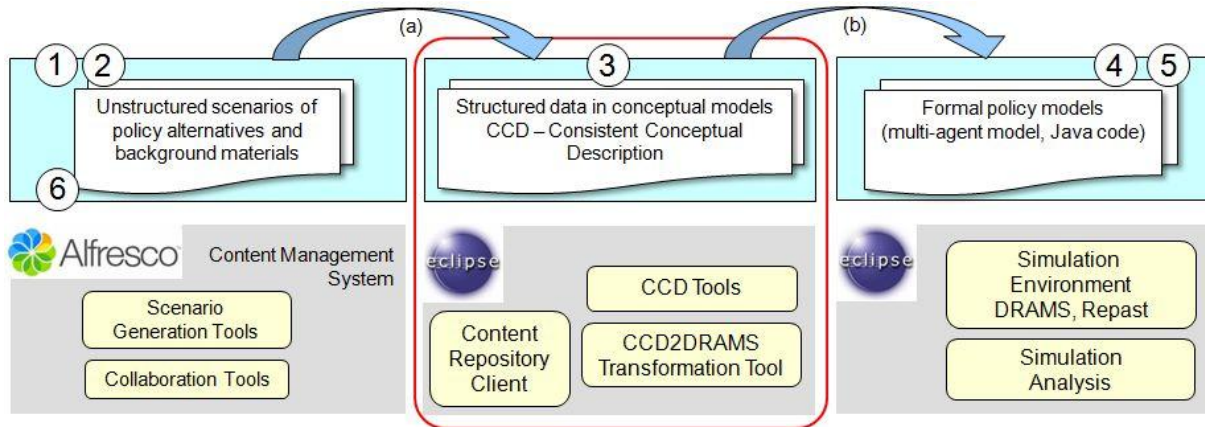 (a)
(b)
1
2
Unstructured scenarios of
policy alternatives and
background materials
6
3
Structured data in conceptual models
CCD – Consistent Conceptual
Description
4
5
Formal policy models
(multi-agent model, Java code)
Alfresco
Content Management
System
Scenario
Generation Tools
Collaboration Tools
eclipse
CCD Tools
Content
Repository
Client
CCD2DRAMS
Transformation Tool
eclipse
Simulation
Environment
DRAMS, Repast
Simulation
Analysis